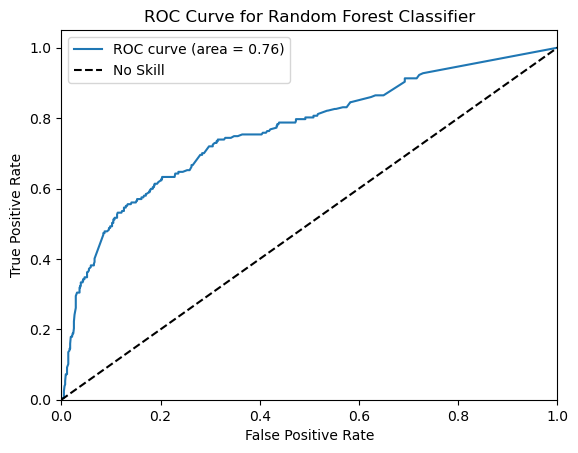 ROC Curve for Random Forest Classifier
ROC curve (area = 0.76)
No Skill
True Positive Rate
1.0
0.8
0.6
0.4
0.2
0.0
0.0 0.2 0.4 0.6 0.8 1.0
False Positive Rate